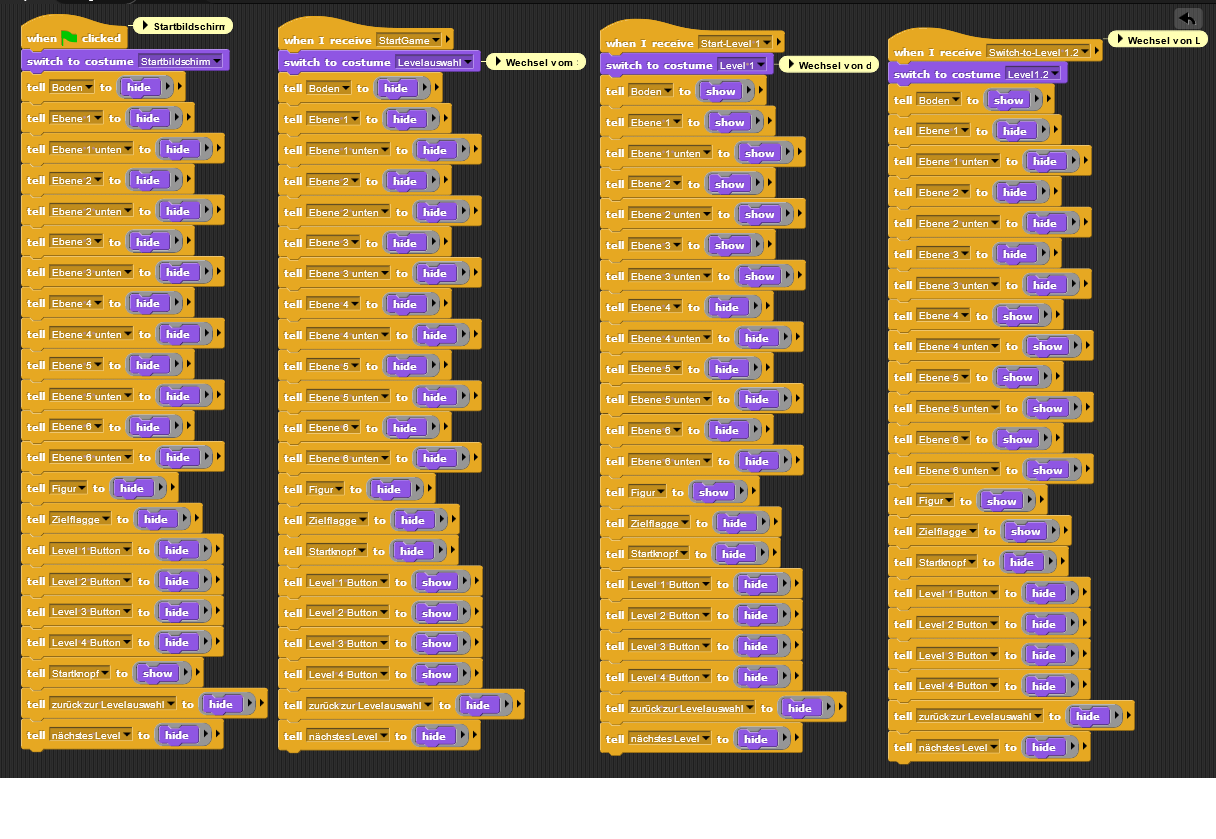 when clicked
Startbildschirm
switch to costume Startbildschirm
tell Boden to hide
tell Ebene 1 to hide
tell Ebene 1 unten to hide
tell Ebene 2 to hide
tell Ebene 2 unten to hide
tell Ebene 3 to hide
tell Ebene 3 unten to hide
tell Ebene 4 to hide
tell Ebene 4 unten to hide
tell Ebene 5 to hide
tell Ebene 5 unten to hide
tell Ebene 6 to hide
tell Ebene 6 unten to hide
tell Figur to hide
tell Zielflagge to hide
tell Level 1 Button to hide
tell Level 2 Button to hide
tell Level 3 Button to hide
tell Level 4 Button to hide
tell Startknopf to show
tell zurück zur Levelauswahl to hide
tell nächstes Level to hide
when I receive StartGame
switch to costume Levelauswahl
Wechsel vom :
tell Boden to hide
tell Ebene 1 to hide
tell Ebene 1 unten to hide
tell Ebene 2 to hide
tell Ebene 2 unten to hide
tell Ebene 3 to hide
tell Ebene 3 unten to hide
tell Ebene 4 to hide
tell Ebene 4 unten to hide
tell Ebene 5 to hide
tell Ebene 5 unten to hide
tell Ebene 6 to hide
tell Ebene 6 unten to hide
tell Figur to hide
tell Zielflagge to hide
tell Startknopf to hide
tell Level 1 Button to show
tell Level 2 Button to show
tell Level 3 Button to show
tell Level 4 Button to show
tell zurück zur Levelauswahl to hide
tell nächstes Level to hide
when I receive Start-Level 1
switch to costume Level 1
Wechsel von d
tell Boden to show
tell Ebene 1 to show
tell Ebene 1 unten to show
tell Ebene 2 to show
tell Ebene 2 unten to show
tell Ebene 3 to show
tell Ebene 3 unten to show
tell Ebene 4 to hide
tell Ebene 4 unten to hide
tell Ebene 5 to hide
tell Ebene 5 unten to hide
tell Ebene 6 to hide
tell Ebene 6 unten to hide
tell Figur to show
tell Zielflagge to hide
tell Startknopf to hide
tell Level 1 Button to hide
tell Level 2 Button to hide
tell Level 3 Button to hide
tell Level 4 Button to hide
tell zurück zur Levelauswahl to hide
tell nächstes Level to hide
when I receive Switch-to-Level 1.2
Wechsel von L
switch to costume Level1.2
tell Boden to show
tell Ebene 1 to hide
tell Ebene 1 unten to hide
tell Ebene 2 to hide
tell Ebene 2 unten to hide
tell Ebene 3 to hide
tell Ebene 3 unten to hide
tell Ebene 4 to show
tell Ebene 4 unten to show
tell Ebene 5 to show
tell Ebene 5 unten to show
tell Ebene 6 to show
tell Ebene 6 unten to show
tell Figur to show
tell Zielflagge to show
tell Startknopf to hide
tell Level 1 Button to hide
tell Level 2 Button to hide
tell Level 3 Button to hide
tell Level 4 Button to hide
tell zurück zur Levelauswahl to hide
tell nächstes Level to hide